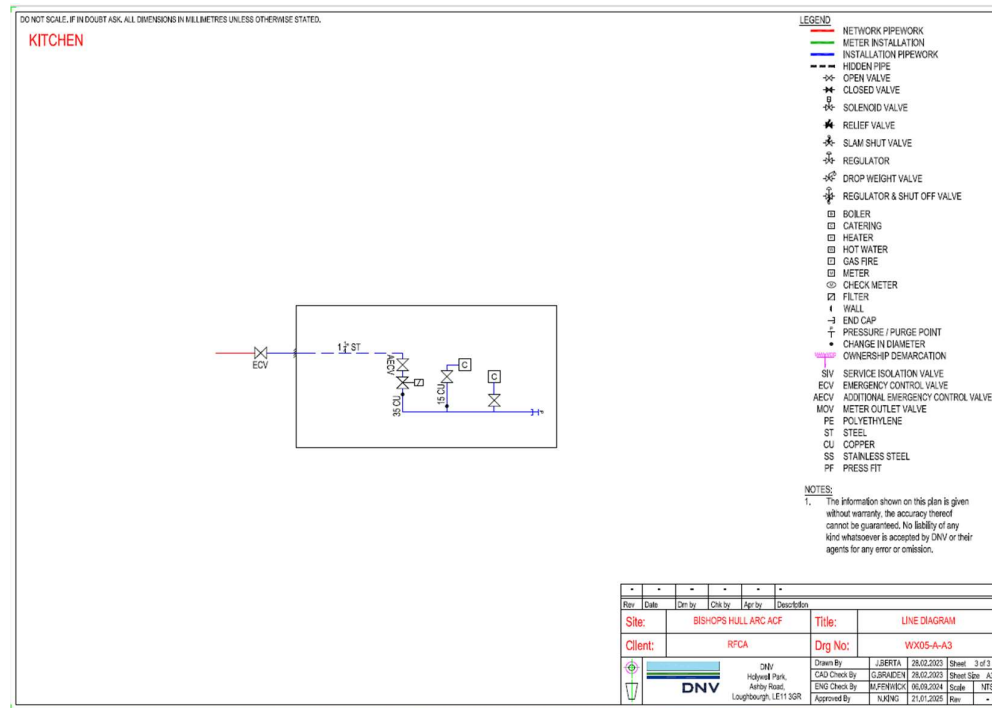 DO NOT SCALE. IF IN DOUBT ASK. ALL DIMENSIONS IN MILLIMETRES UNLESS OTHERWISE STATED.
KITCHEN
ECV
1 1/2" ST
AECV
35 CU
15 CU
C
C
LEGEND
NETWORK PIPEWORK
METER INSTALLATION
INSTALLATION PIPEWORK
HIDDEN PIPE
OPEN VALVE
CLOSED VALVE
SOLENOID VALVE
RELIEF VALVE
SLAM SHUT VALVE
REGULATOR
DROP WEIGHT VALVE
REGULATOR & SHUT OFF VALVE
BOILER
CATERING
HEATER
HOT WATER
GAS FIRE
METER
CHECK METER
FILTER
WALL
END CAP
PRESSURE / PURGE POINT
CHANGE IN DIAMETER
OWNERSHIP DEMARCATION
SIV SERVICE ISOLATION VALVE
ECV EMERGENCY CONTROL VALVE
AECV ADDITIONAL EMERGENCY CONTROL VALVE
MOV METER OUTLET VALVE
PE POLYETHYLENE
ST STEEL
CU COPPER
SS STAINLESS STEEL
PF PRESS FIT
NOTES:
1. The information shown on this plan is given
without warranty, the accuracy thereof
cannot be guaranteed. No liability of any
kind whatsoever is accepted by DNV or their
agents for any error or omission.
- - - - - -
Rev Date Drn by Chk by Apr by Description
Site: BISHOPS HULL ARC ACF Title: LINE DIAGRAM
Client: RFCA Drg No: WX05-A-A3
DNV
DNV
Holywell Park,
Ashby Road,
Loughbourgh, LE11 3GR
Drawn By J.BERTA 28.02.2023 Sheet 3 of 3
CAD Check By G.BRAIDEN 28.02.2023 Sheet Size A3
ENG Check By M.FENWICK 06.09.2024 Scale NTS
Approved By N.KING 21.01.2025 Rev -